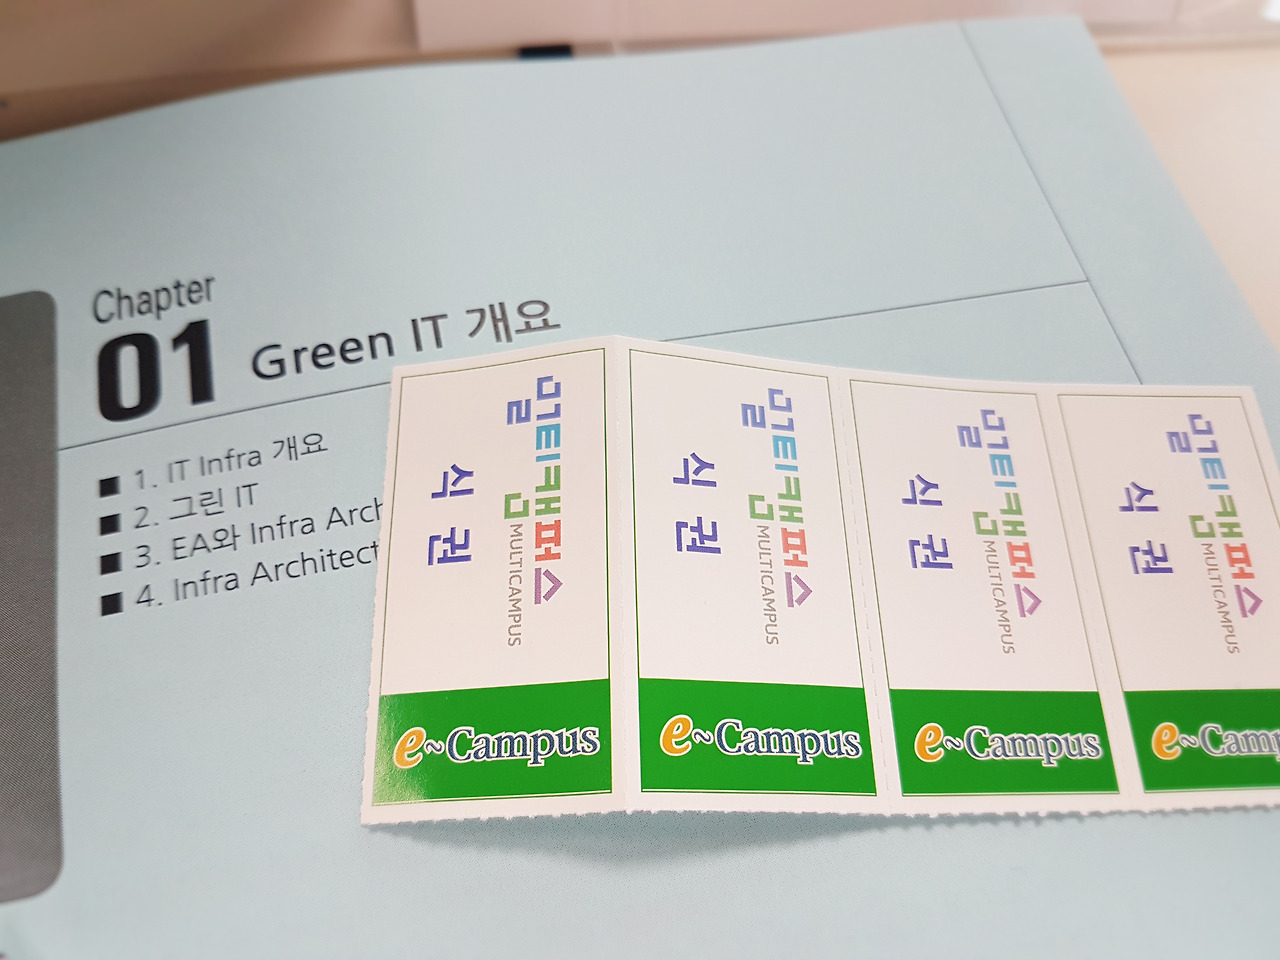 Chapter
01 Green IT 개요
■ 1. IT Infra 개요
■ 2. 그린 IT
■ 3. EA와 Infra Arch
■ 4. Infra Architect
멀티캠퍼스
MULTICAMPUS
식권
e~Campus
멀티캠퍼스
MULTICAMPUS
식권
e~Campus
멀티캠퍼스
MULTICAMPUS
식권
e~Campus
멀티캠퍼스
MULTICAMPUS
식권
e~Camp